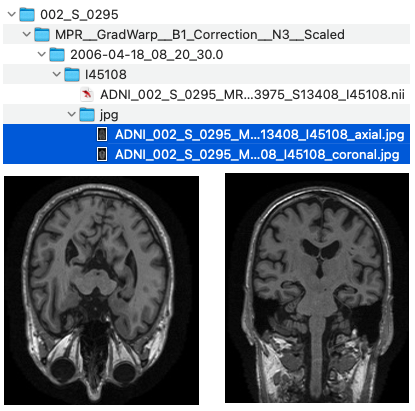 002_S_0295
MPR__GradWarp__B1_Correction__N3__Scaled
2006-04-18_08_20_30.0
I45108
ADNI_002_S_0295_MR...3975_S13408_I45108.nii
jpg
ADNI_002_S_0295_M...13408_I45108_axial.jpg
ADNI_002_S_0295_M...08_I45108_coronal.jpg